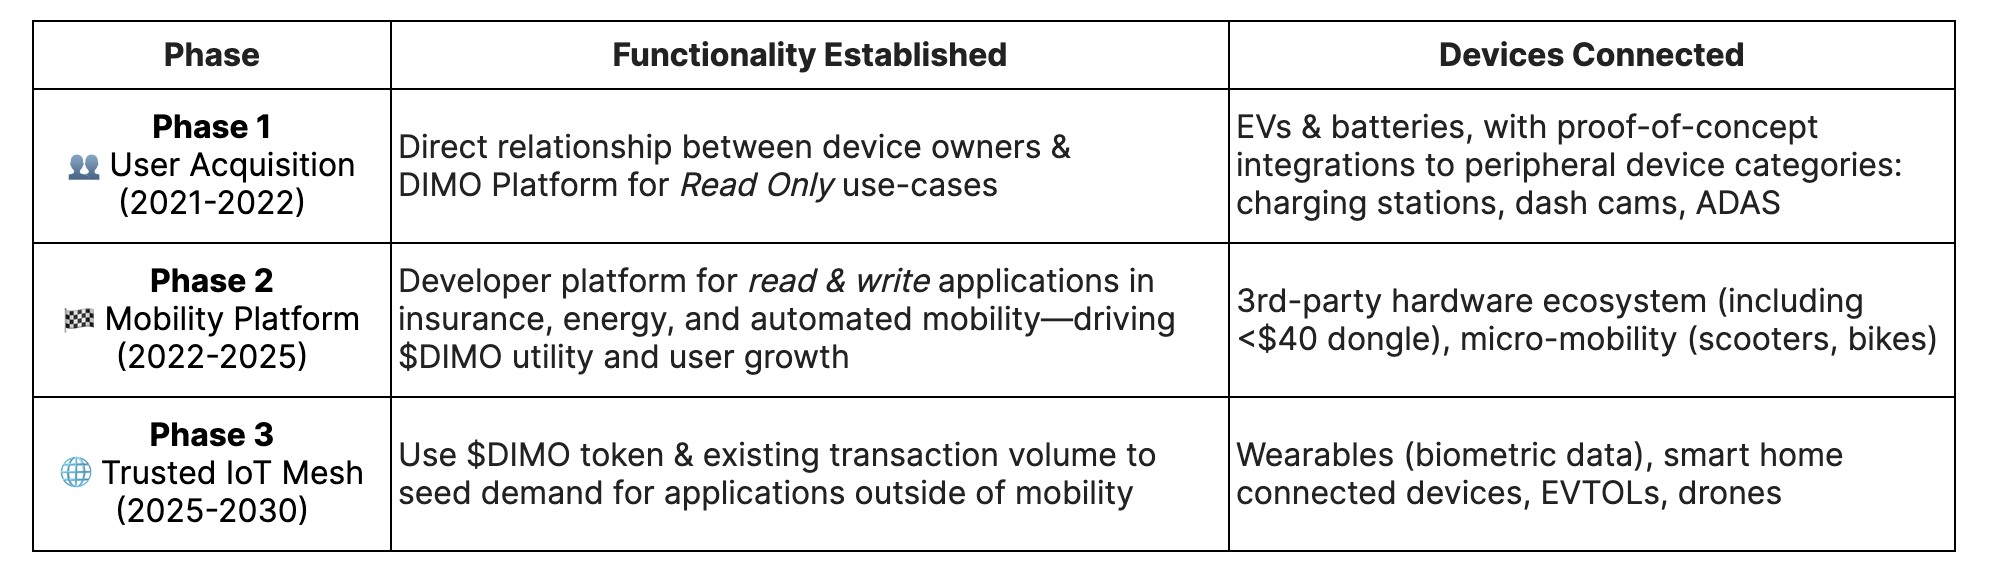 Phase
Functionality Established
Devices Connected
Phase 1
👥 User Acquisition
(2021-2022)
Direct relationship between device owners &
DIMO Platform for Read Only use-cases
EVs & batteries, with proof-of-concept
integrations to peripheral device categories:
charging stations, dash cams, ADAS
Phase 2
🏁 Mobility Platform
(2022-2025)
Developer platform for read & write applications in
insurance, energy, and automated mobility—driving
$DIMO utility and user growth
3rd-party hardware ecosystem (including
<$40 dongle), micro-mobility (scooters, bikes)
Phase 3
🌐 Trusted IoT Mesh
(2025-2030)
Use $DIMO token & existing transaction volume to
seed demand for applications outside of mobility
Wearables (biometric data), smart home
connected devices, EVTOLs, drones